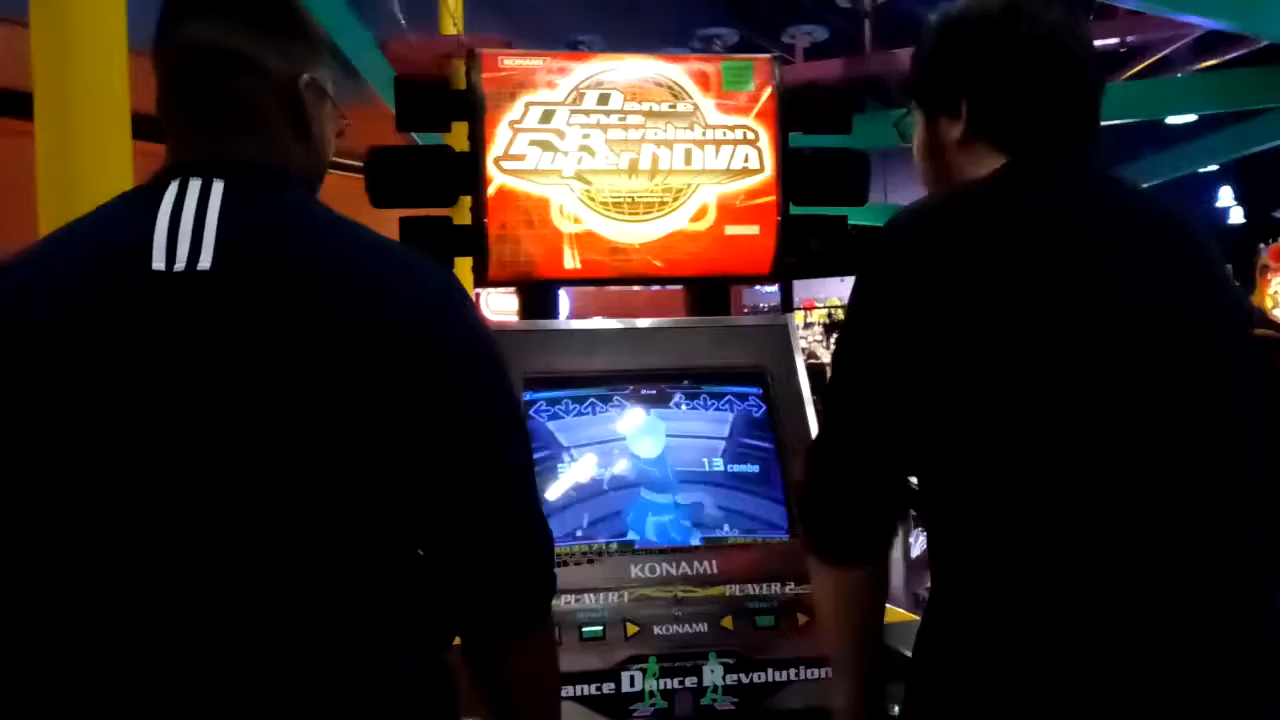 KONAMI
Dance
Dance
Revolution
SuperNOVA
13 combo
KONAMI
PLAYER 1
PLAYER 2
KONAMI
ance Dance Revolution